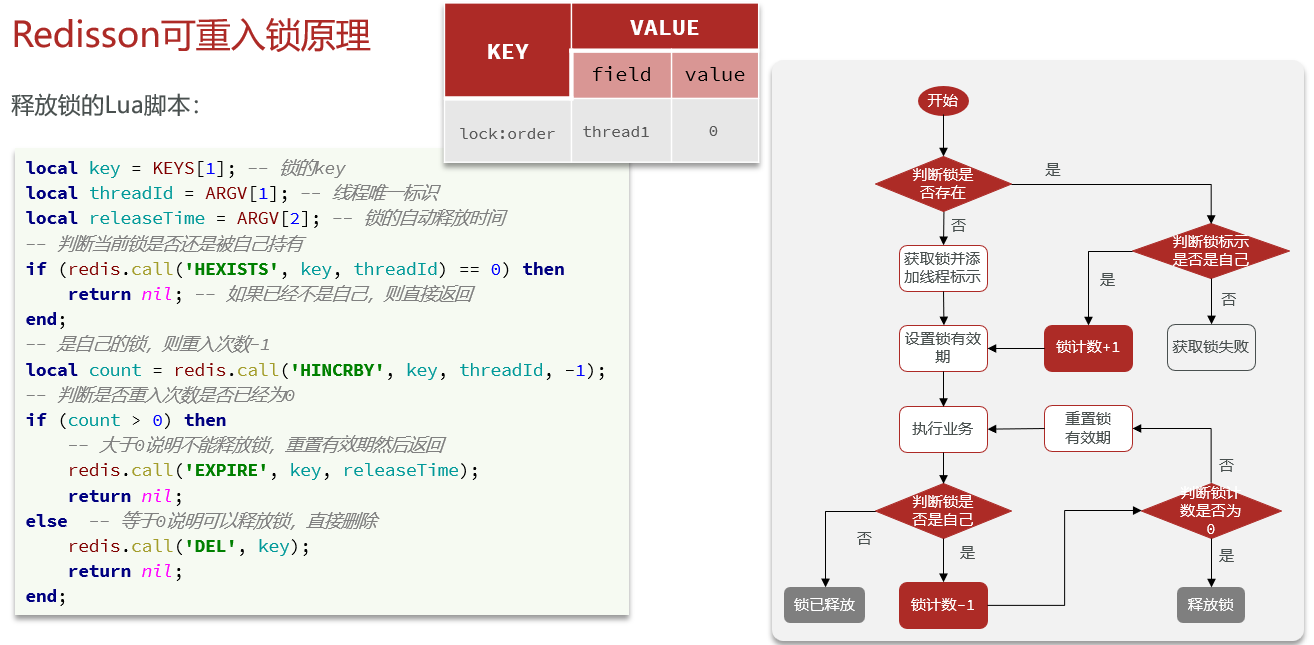 Redisson可重入锁原理
释放锁的Lua脚本：
KEY
VALUE
field
value
lock:order
thread1
0
local key = KEYS[1]; -- 锁的key
local threadId = ARGV[1]; -- 线程唯一标识
local releaseTime = ARGV[2]; -- 锁的自动释放时间
-- 判断当前锁是否还是被自己持有
if (redis.call('HEXISTS', key, threadId) == 0) then
    return nil; -- 如果已经不是自己，则直接返回
end;
-- 是自己的锁，则重入次数-1
local count = redis.call('HINCRBY', key, threadId, -1);
-- 判断是否重入次数是否已经为0
if (count > 0) then
    -- 大于0说明不能释放锁，重置有效期然后返回
    redis.call('EXPIRE', key, releaseTime);
    return nil;
else  -- 等于0说明可以释放锁，直接删除
    redis.call('DEL', key);
    return nil;
end;
开始
判断锁是
否存在
是
否
获取锁并添
加线程标示
判断锁标示
是否是自己
是
否
设置锁有效
期
锁计数+1
获取锁失败
执行业务
重置锁
有效期
否
判断锁是
否是自己
判断锁计
数是否为
0
否
是
是
锁已释放
锁计数-1
释放锁